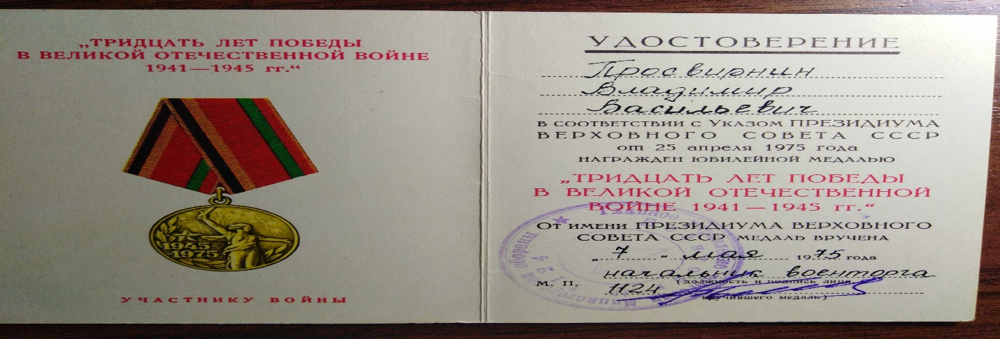 „ТРИДЦАТЬ ЛЕТ ПОБЕДЫ
В ВЕЛИКОЙ ОТЕЧЕСТВЕННОЙ ВОЙНЕ
1941—1945 гг.“
1945-
1975
УЧАСТНИКУ ВОЙНЫ
УДОСТОВЕРЕНИЕ
Просвирнин
Владимир
Васильевич
в соответствии с Указом ПРЕЗИДИУМА
ВЕРХОВНОГО СОВЕТА СССР
от 25 апреля 1975 года
НАГРАЖДЕН ЮБИЛЕЙНОЙ МЕДАЛЬЮ
„ТРИДЦАТЬ ЛЕТ ПОБЕДЫ
В ВЕЛИКОЙ ОТЕЧЕСТВЕННОЙ
ВОЙНЕ 1941—1945 гг.“
От имени ПРЕЗИДИУМА ВЕРХОВНОГО
СОВЕТА СССР МЕДАЛЬ ВРУЧЕНА
„7“ мая 1975 года
начальник военторга
М. П. (должность и подпись лица,
1124
вручившего медаль)
Главное
обороны